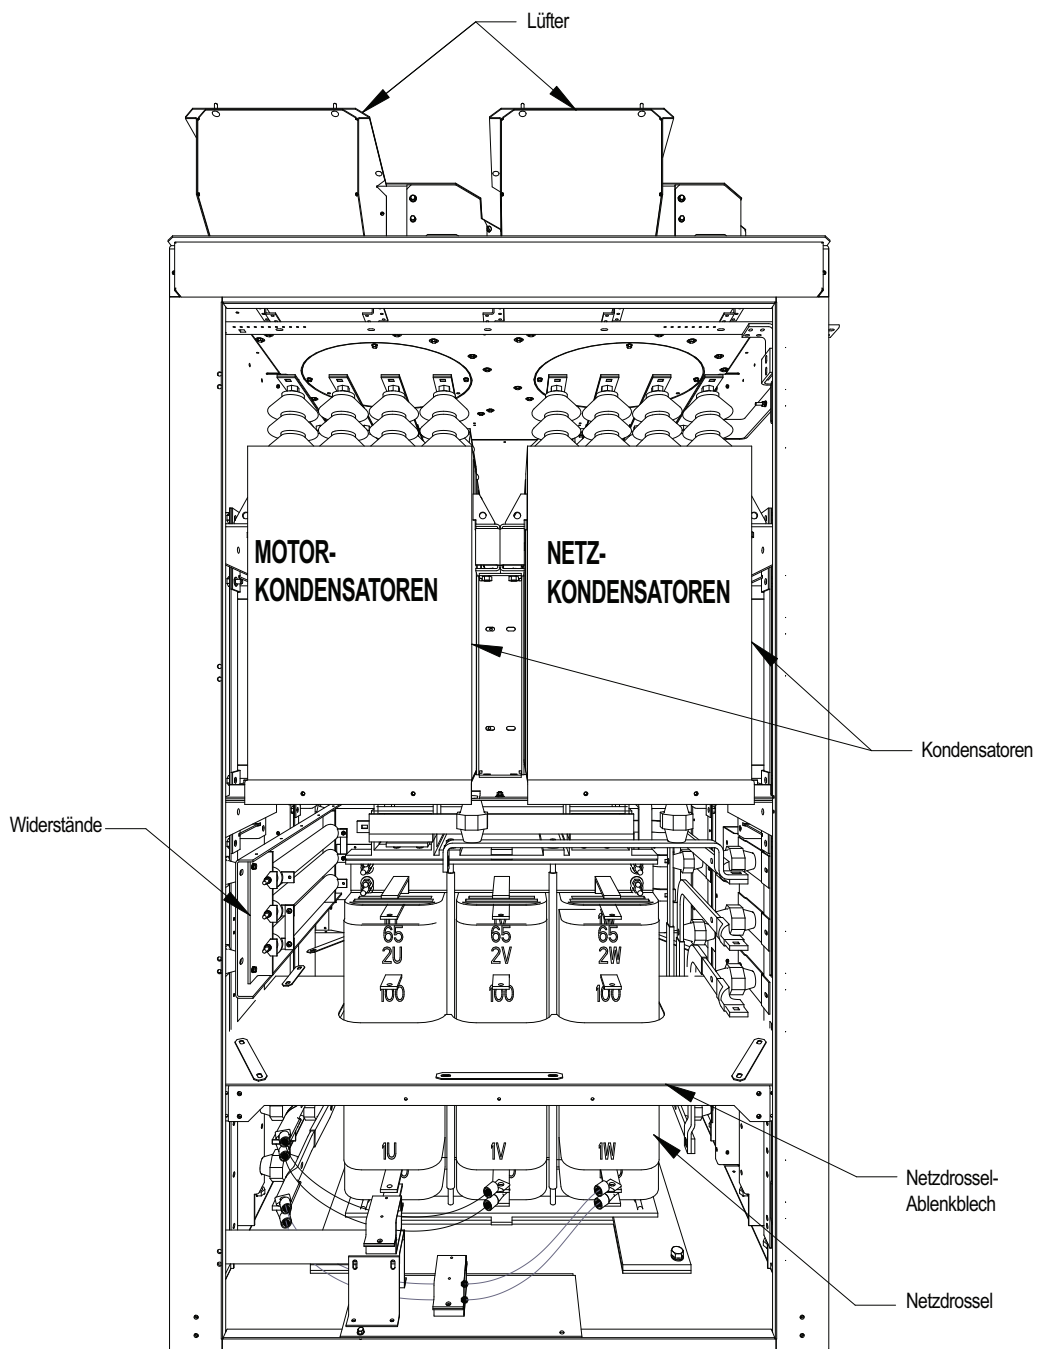 Lüfter
MOTOR-
KONDENSATOREN
NETZ-
KONDENSATOREN
Kondensatoren
Widerstände
65 65 65
2U 2V 2W
100 100 100
1U 1V 1W
Netzdrossel-
Ablenkblech
Netzdrossel